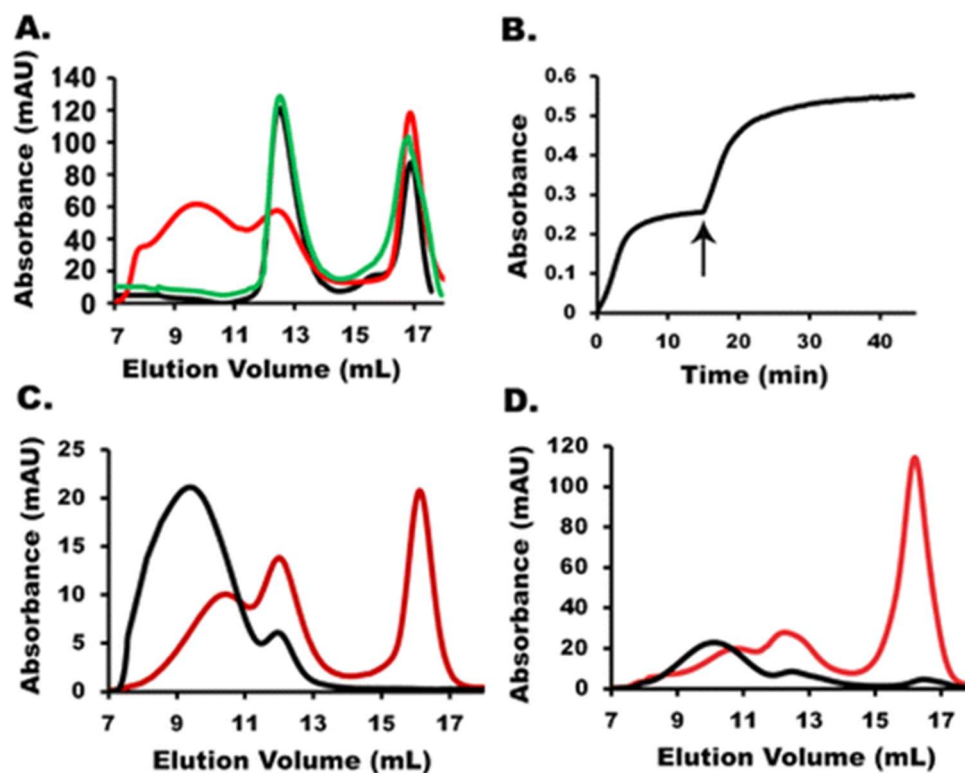 A.
Absorbance (mAU)
140
120
100
80
60
40
20
0
7 9 11 13 15 17
Elution Volume (mL)
B.
Absorbance
0.6
0.5
0.4
0.3
0.2
0.1
0
0 10 20 30 40
Time (min)
C.
Absorbance (mAU)
25
20
15
10
5
0
7 9 11 13 15 17
Elution Volume (mL)
D.
Absorbance (mAU)
120
100
80
60
40
20
0
7 9 11 13 15 17
Elution Volume (mL)